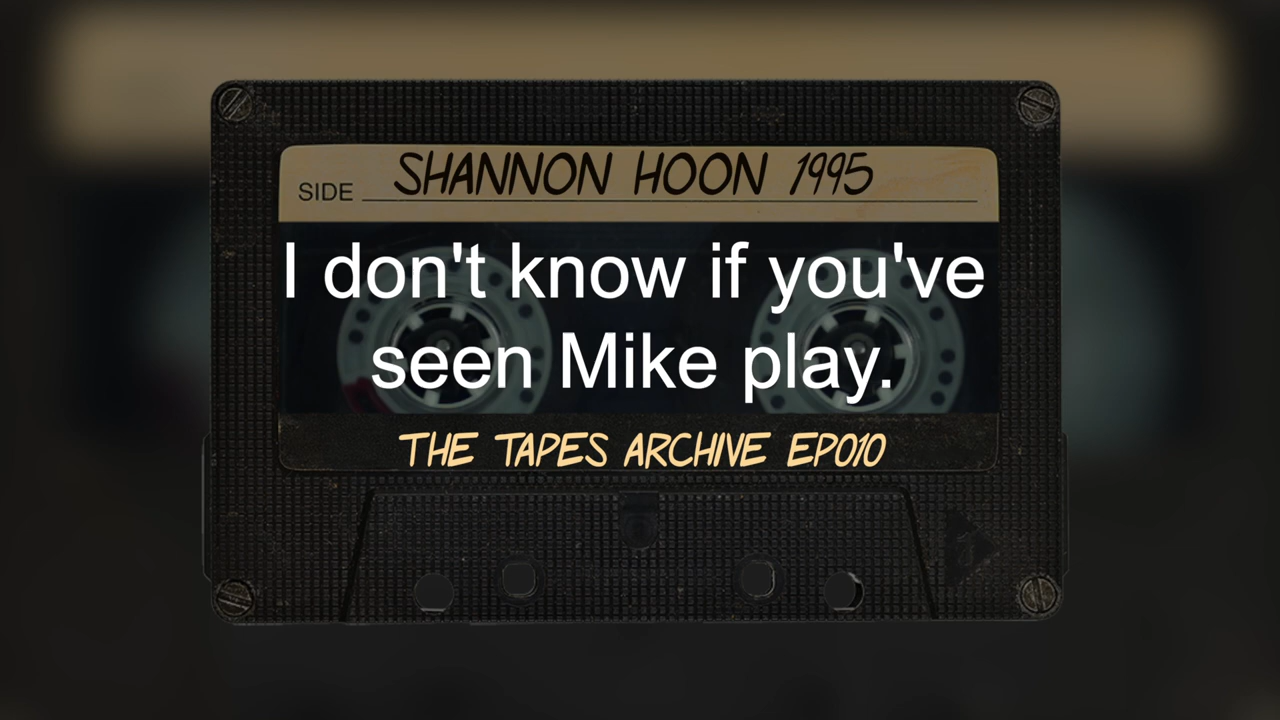 SHANNON HOON 1995
SIDE
I don't know if you've
seen Mike play.
THE TAPES ARCHIVE EP010